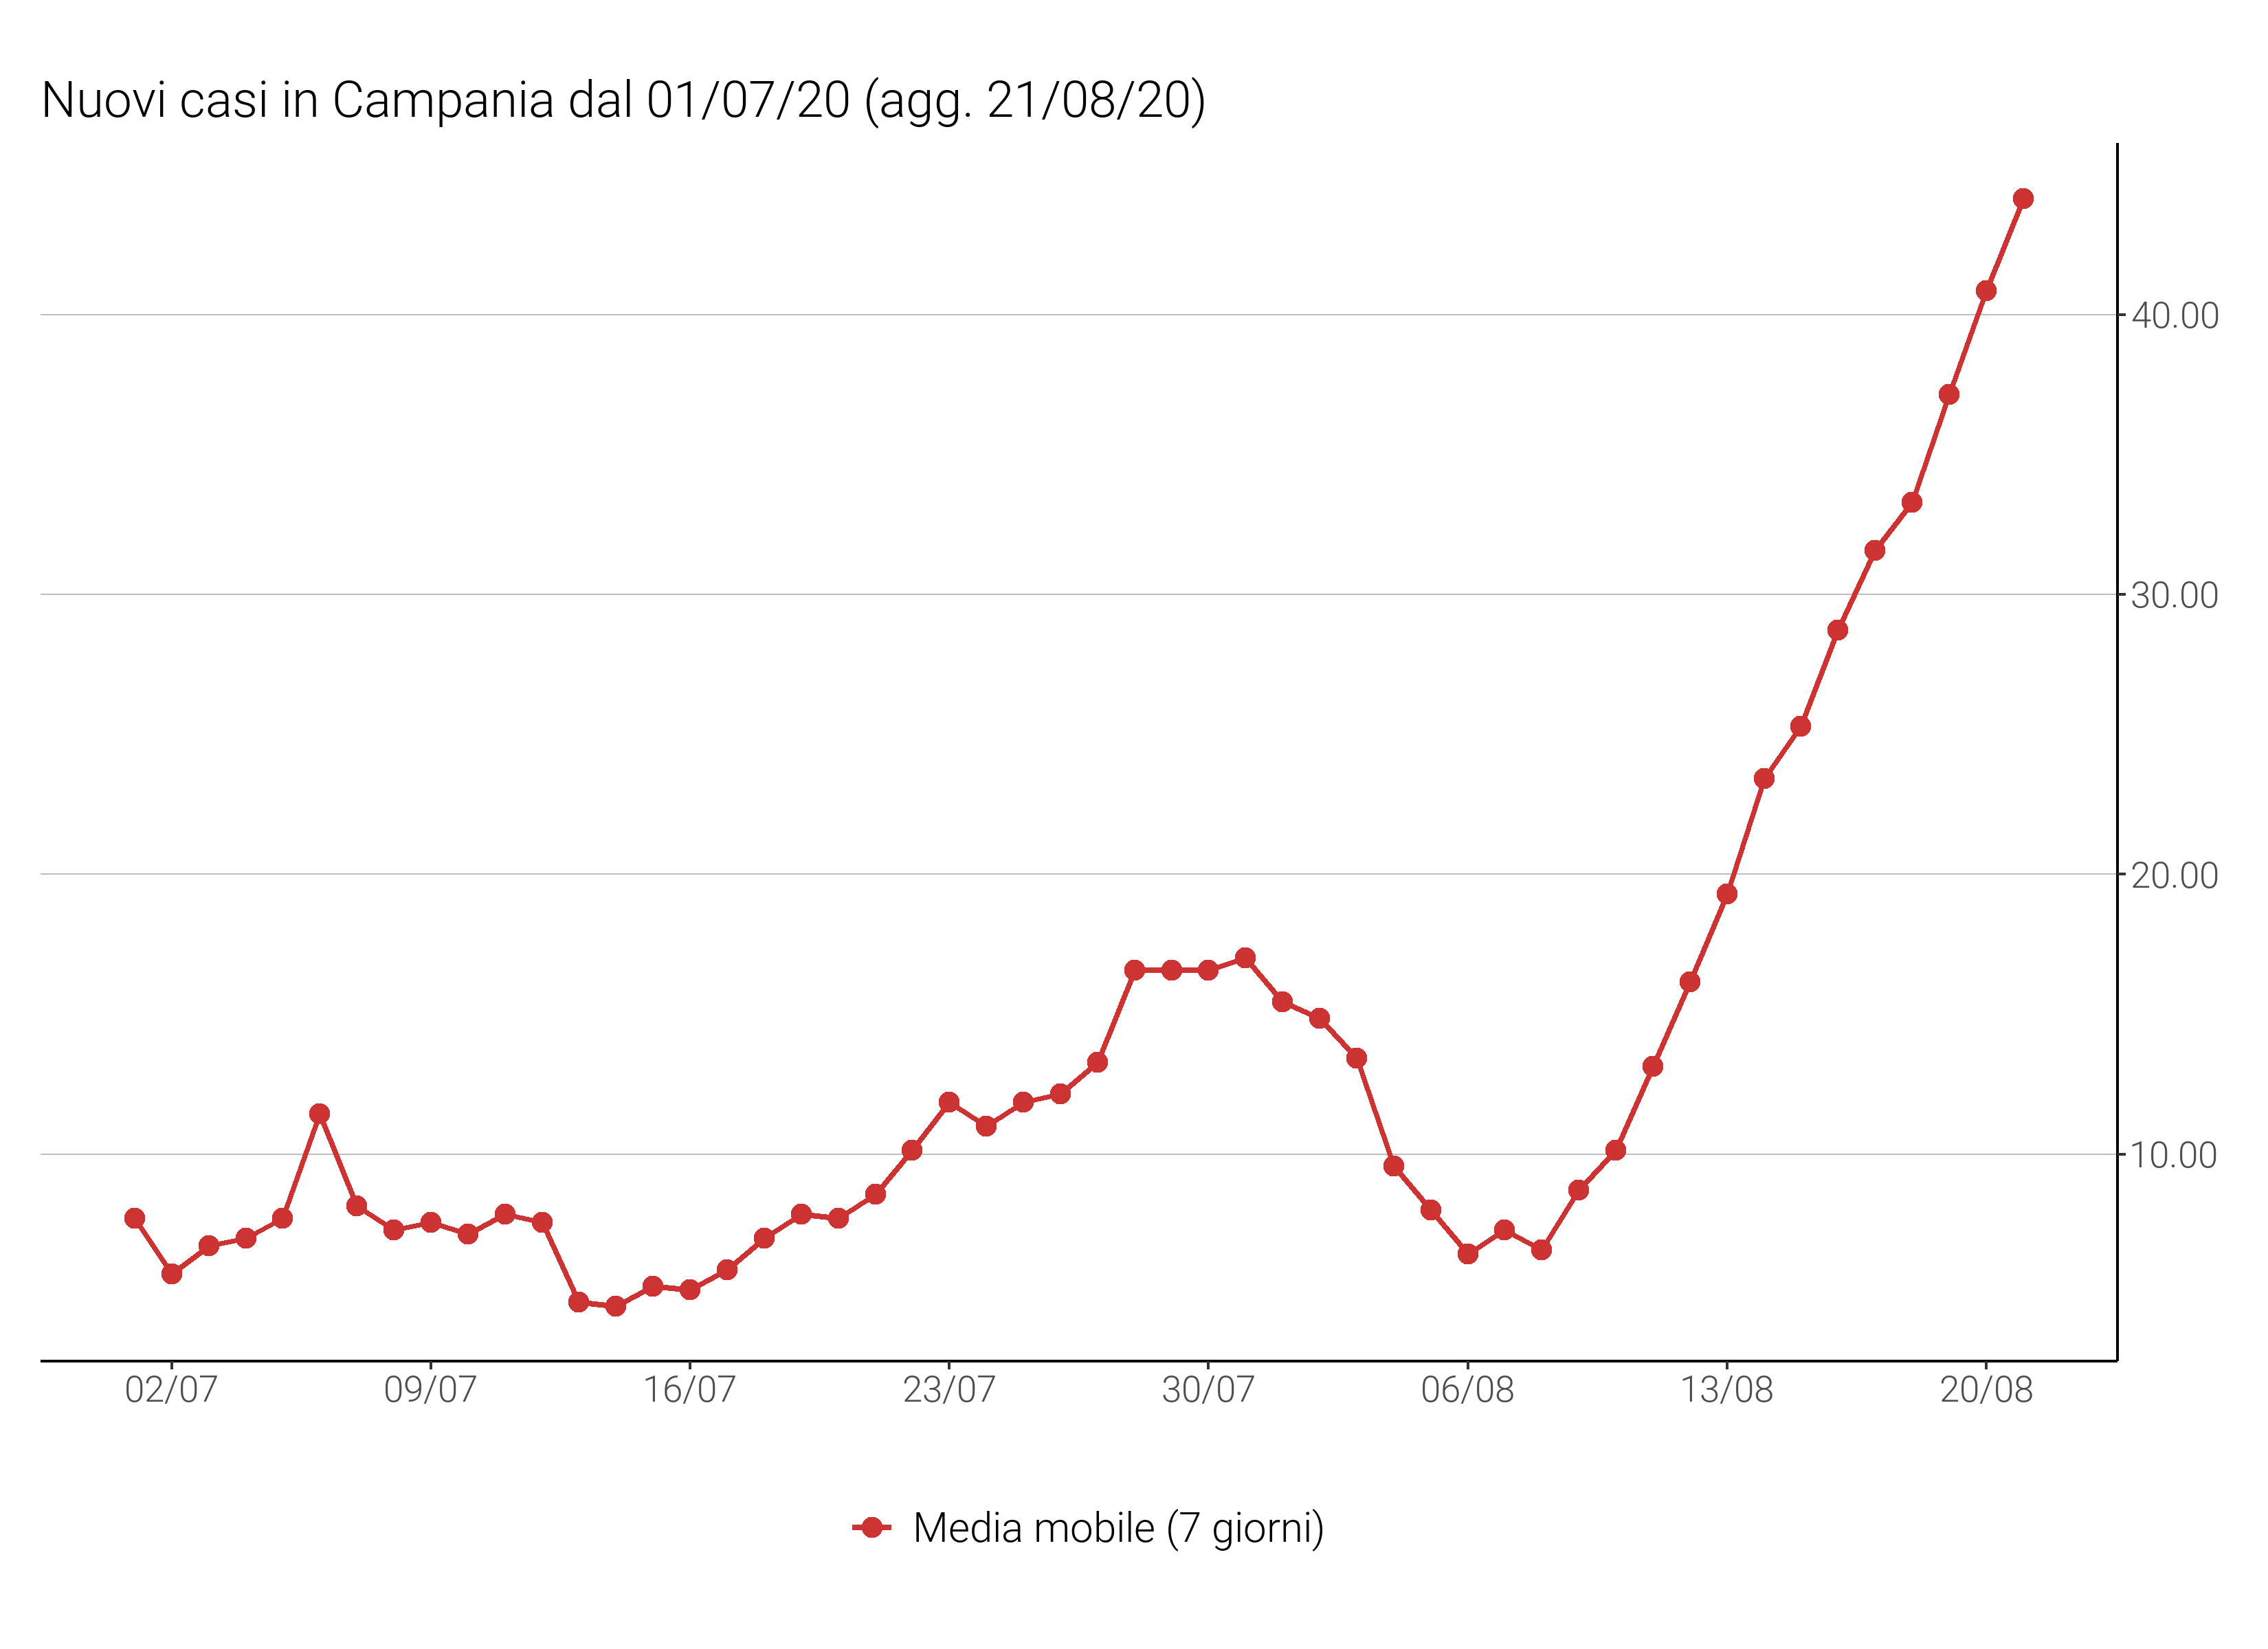 Nuovi casi in Campania dal 01/07/20 (agg. 21/08/20)
40.00
30.00
20.00
10.00
02/07 09/07 16/07 23/07 30/07 06/08 13/08 20/08
Media mobile (7 giorni)